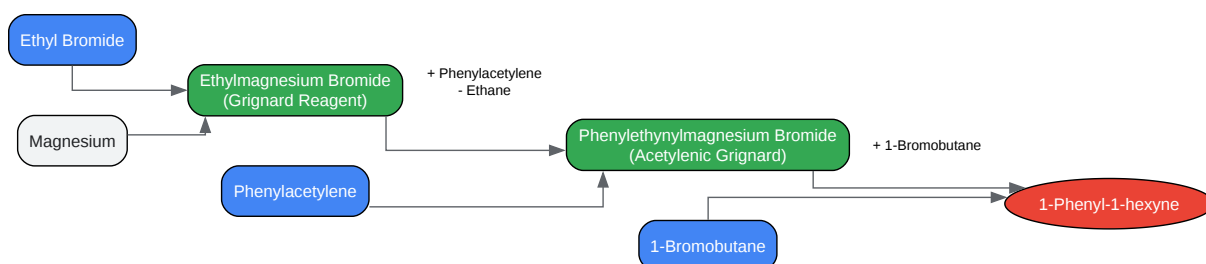 Ethyl Bromide
Ethylmagnesium Bromide
(Grignard Reagent)
+ Phenylacetylene
- Ethane
Magnesium
Phenylethynylmagnesium Bromide
(Acetylenic Grignard)
+ 1-Bromobutane
Phenylacetylene
1-Phenyl-1-hexyne
1-Bromobutane